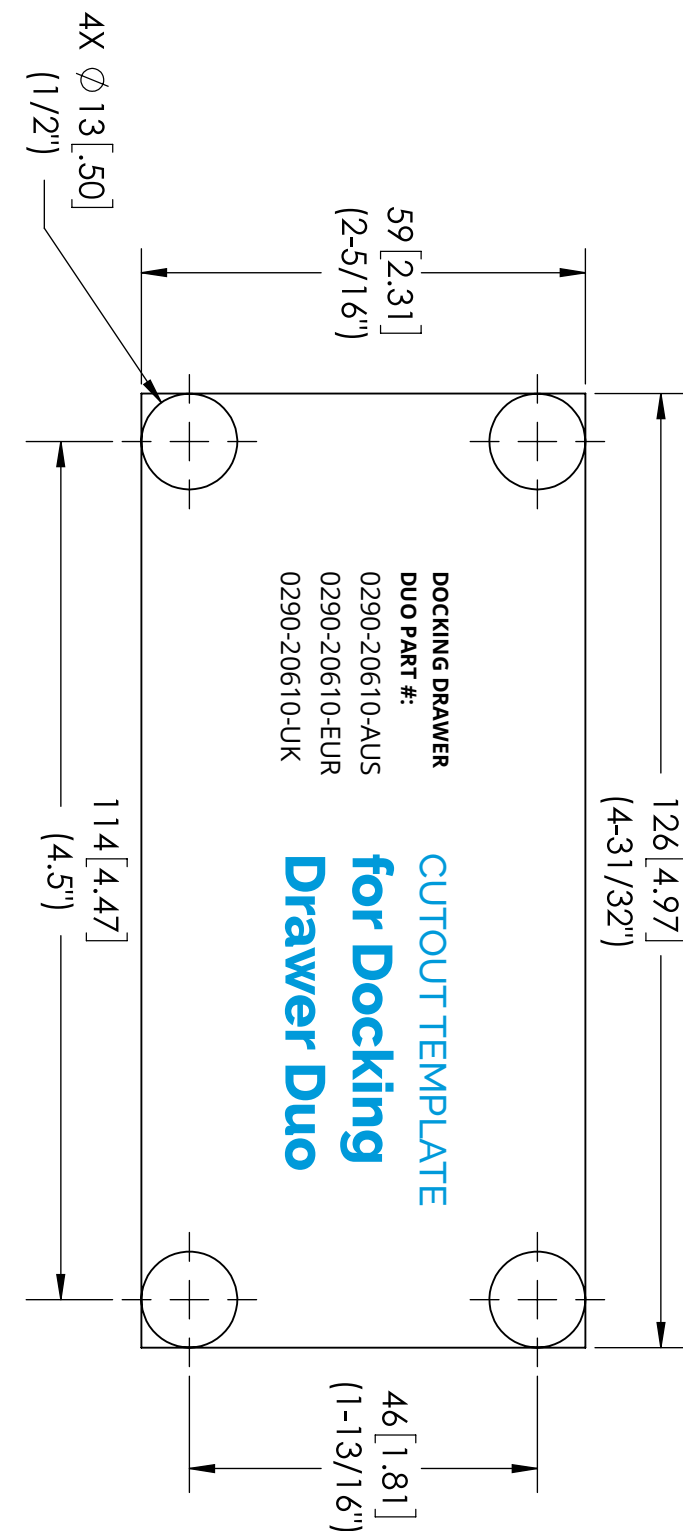 4X ∅13[.50]
(1/2")
59[2.31]
(2-5/16")
126[4.97]
(4-31/32")
DOCKING DRAWER
DUO PART #:
0290-20610-AUS
0290-20610-EUR
0290-20610-UK
CUTOUT TEMPLATE
for Docking
Drawer Duo
114[4.47]
(4.5")
46[1.81]
(1-13/16")